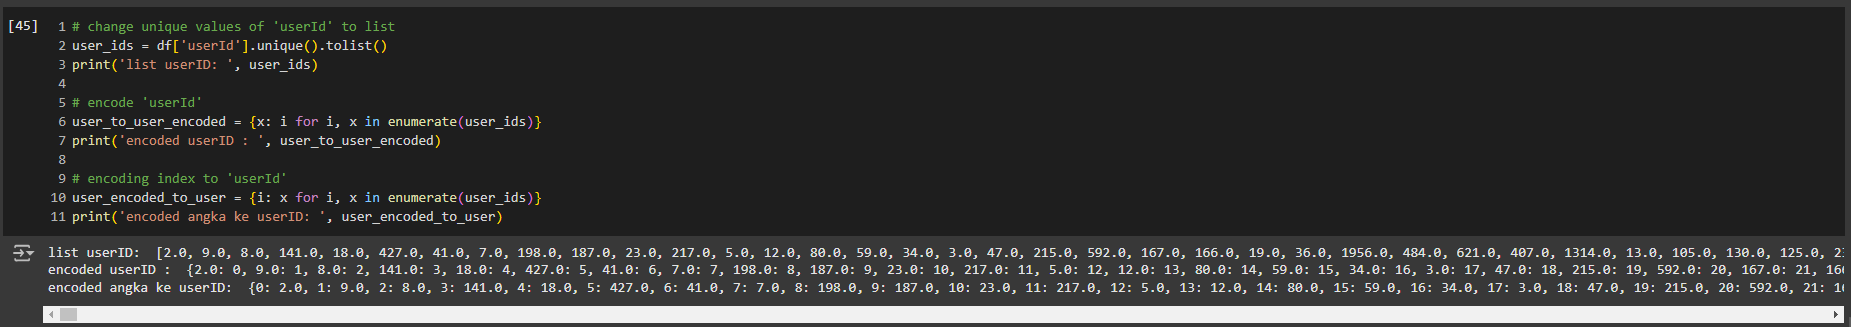 [45] 1 # change unique values of 'userId' to list
2 user_ids = df['userId'].unique().tolist()
3 print('list userID: ', user_ids)
4
5 # encode 'userId'
6 user_to_user_encoded = {x: i for i, x in enumerate(user_ids)}
7 print('encoded userID : ', user_to_user_encoded)
8
9 # encoding index to 'userId'
10 user_encoded_to_user = {i: x for i, x in enumerate(user_ids)}
11 print('encoded angka ke userID: ', user_encoded_to_user)
list userID:  [2.0, 9.0, 8.0, 141.0, 18.0, 427.0, 41.0, 7.0, 198.0, 187.0, 23.0, 217.0, 5.0, 12.0, 80.0, 59.0, 34.0, 3.0, 47.0, 215.0, 592.0, 167.0, 166.0, 19.0, 36.0, 1956.0, 484.0, 621.0, 407.0, 1314.0, 13.0, 105.0, 130.0, 125.0,
encoded userID :  {2.0: 0, 9.0: 1, 8.0: 2, 141.0: 3, 18.0: 4, 427.0: 5, 41.0: 6, 7.0: 7, 198.0: 8, 187.0: 9, 23.0: 10, 217.0: 11, 5.0: 12, 12.0: 13, 80.0: 14, 59.0: 15, 34.0: 16, 3.0: 17, 47.0: 18, 215.0: 19, 592.0: 20, 167.0: 21,
encoded angka ke userID:  {0: 2.0, 1: 9.0, 2: 8.0, 3: 141.0, 4: 18.0, 5: 427.0, 6: 41.0, 7: 7.0, 8: 198.0, 9: 187.0, 10: 23.0, 11: 217.0, 12: 5.0, 13: 12.0, 14: 80.0, 15: 59.0, 16: 34.0, 17: 3.0, 18: 47.0, 19: 215.0, 20: 592.0, 21: